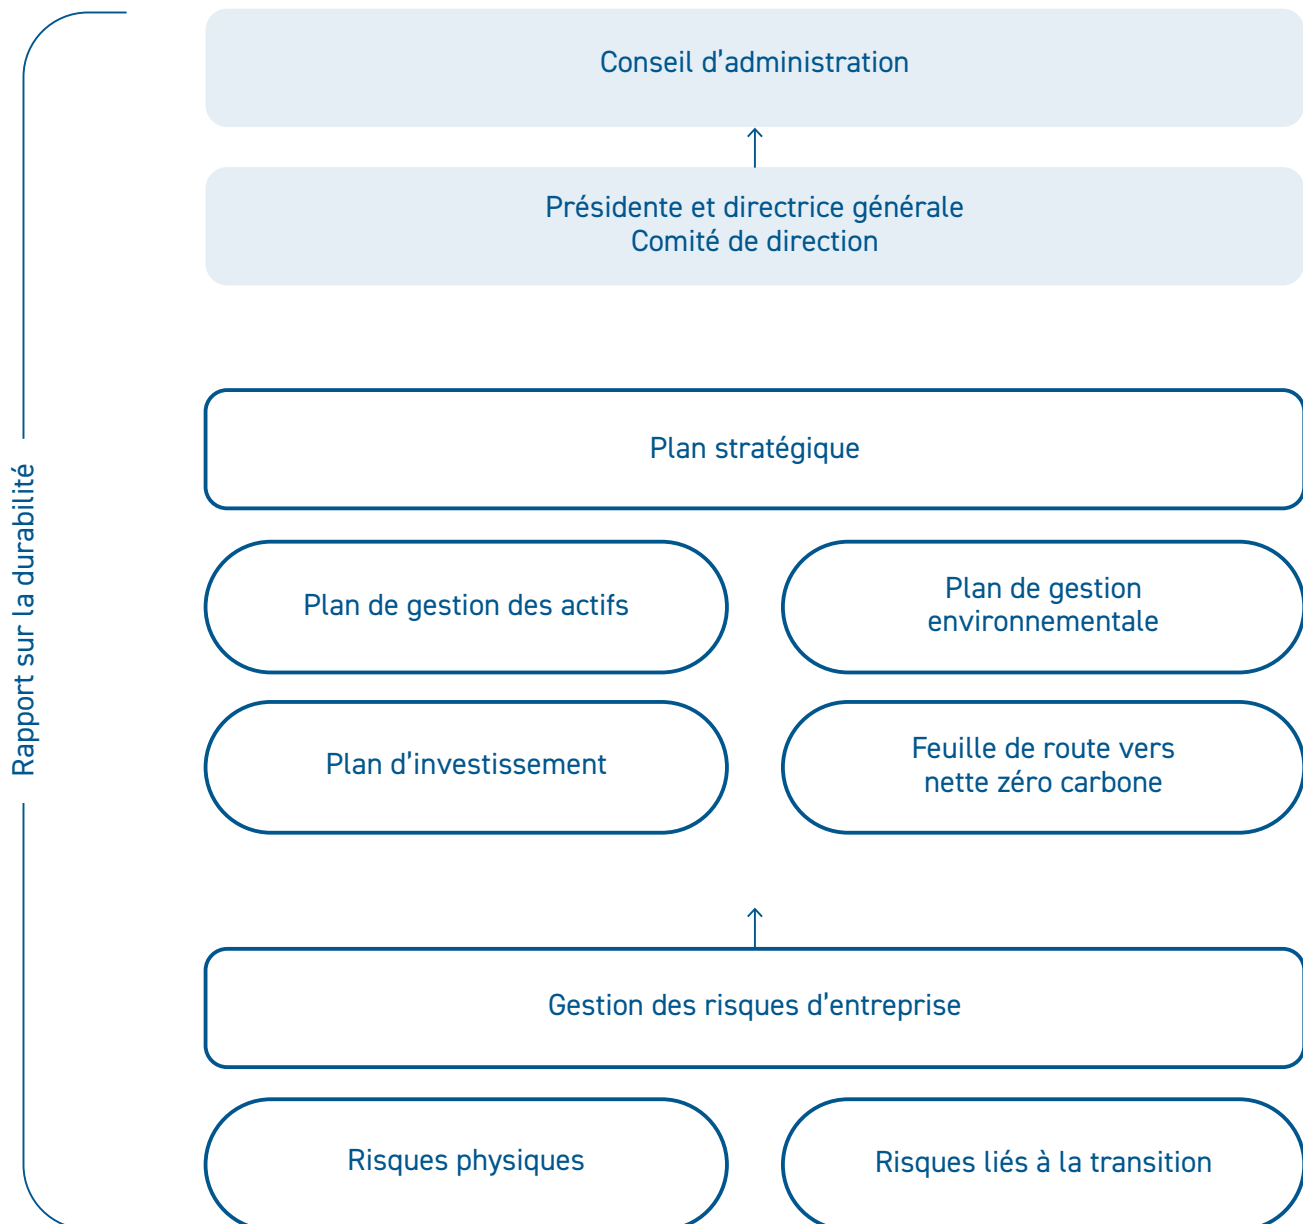 Conseil d’administration
Présidente et directrice générale
Comité de direction
Rapport sur la durabilité
Plan stratégique
Plan de gestion des actifs
Plan de gestion
environnementale
Plan d’investissement
Feuille de route vers
nette zéro carbone
Gestion des risques d’entreprise
Risques physiques
Risques liés à la transition